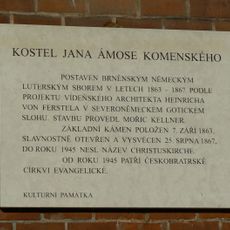 KOSTEL JANA ÁMOSE KOMENSKÉHO
POSTAVEN BRNĚNSKÝM NĚMECKÝM
LUTERSKÝM SBOREM V LETECH 1863 - 1867 PODLE
PROJEKTU VÍDEŇSKÉHO ARCHITEKTA HEINRICHA
VON FERSTELA V SEVERONĚMECKÉM GOTICKÉM
SLOHU. STAVBU PROVEDL MOŘIC KELLNER.
ZÁKLADNÍ KÁMEN POLOŽEN 7. ZÁŘÍ 1863,
SLAVNOSTNĚ OTEVŘEN A VYSVĚCEN 25. SRPNA 1867.
DO ROKU 1945 NESL NÁZEV CHRISTUSKIRCHE.
OD ROKU 1945 PATŘÍ ČESKOBRATRSKÉ
CÍRKVI EVANGELICKÉ.
KULTURNÍ PAMÁTKA